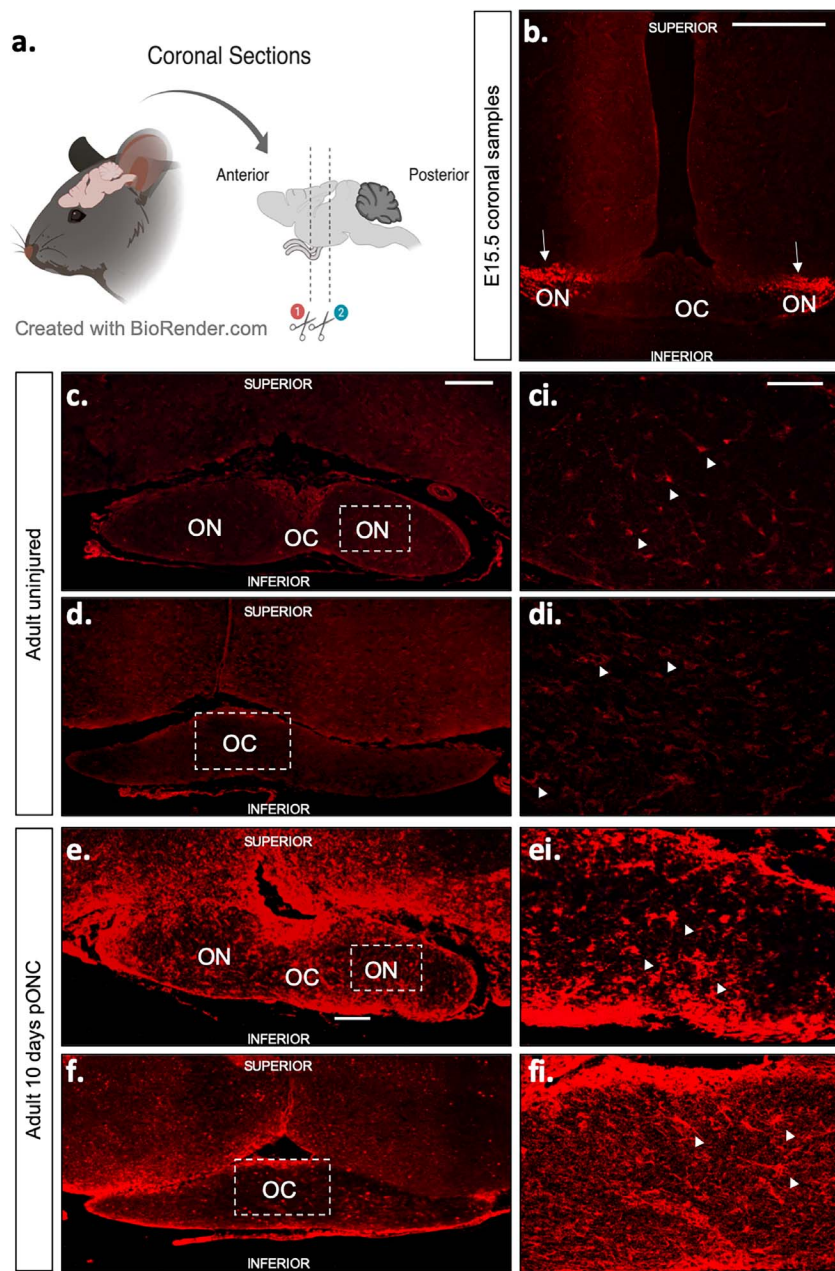 a.
Coronal Sections
Anterior
Posterior
1
2
Created with BioRender.com
E15.5 coronal samples
b.
SUPERIOR
ON
OC
ON
INFERIOR
Adult uninjured
c.
SUPERIOR
ON
OC
ON
INFERIOR
ci.
d.
SUPERIOR
OC
INFERIOR
di.
Adult 10 days pONC
e.
SUPERIOR
ON
OC
ON
INFERIOR
ei.
f.
SUPERIOR
OC
INFERIOR
fi.